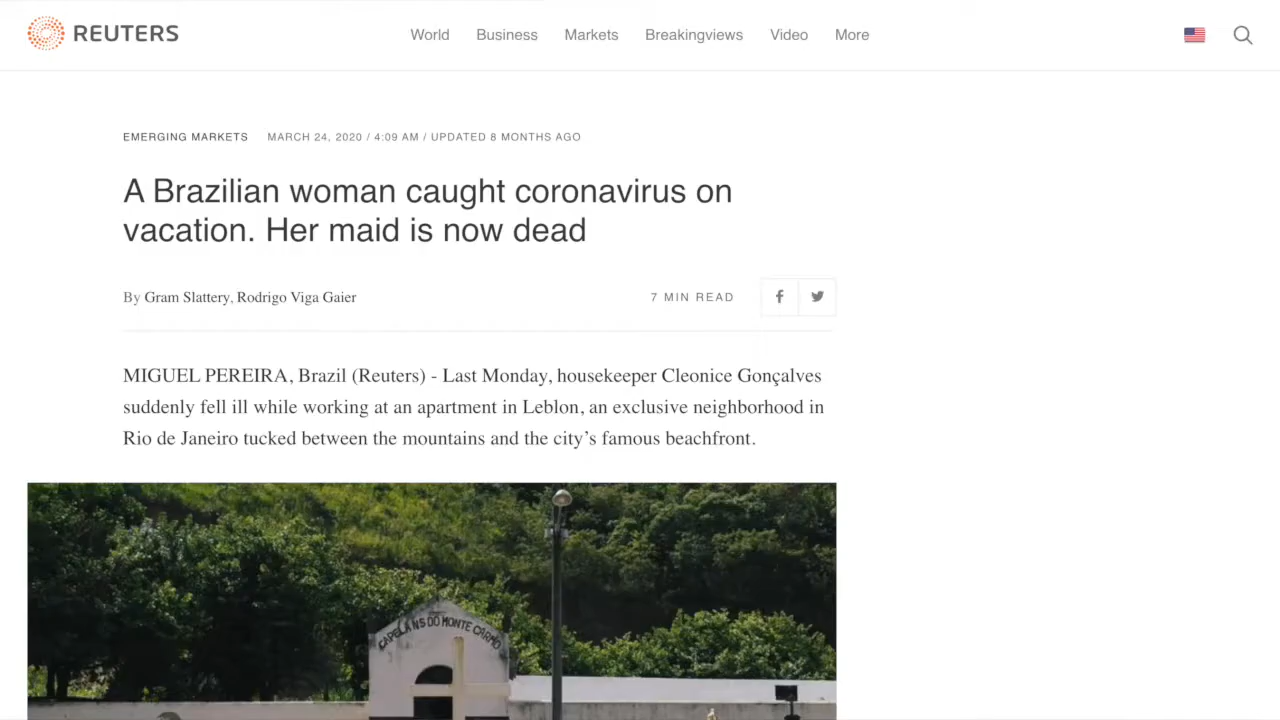 REUTERS
World Business Markets Breakingviews Video More
EMERGING MARKETS MARCH 24, 2020 / 4:09 AM / UPDATED 8 MONTHS AGO
A Brazilian woman caught coronavirus on
vacation. Her maid is now dead
By Gram Slattery, Rodrigo Viga Gaier
7 MIN READ
MIGUEL PEREIRA, Brazil (Reuters) - Last Monday, housekeeper Cleonice Gonçalves
suddenly fell ill while working at an apartment in Leblon, an exclusive neighborhood in
Rio de Janeiro tucked between the mountains and the city’s famous beachfront.
DO MONTE CARMO